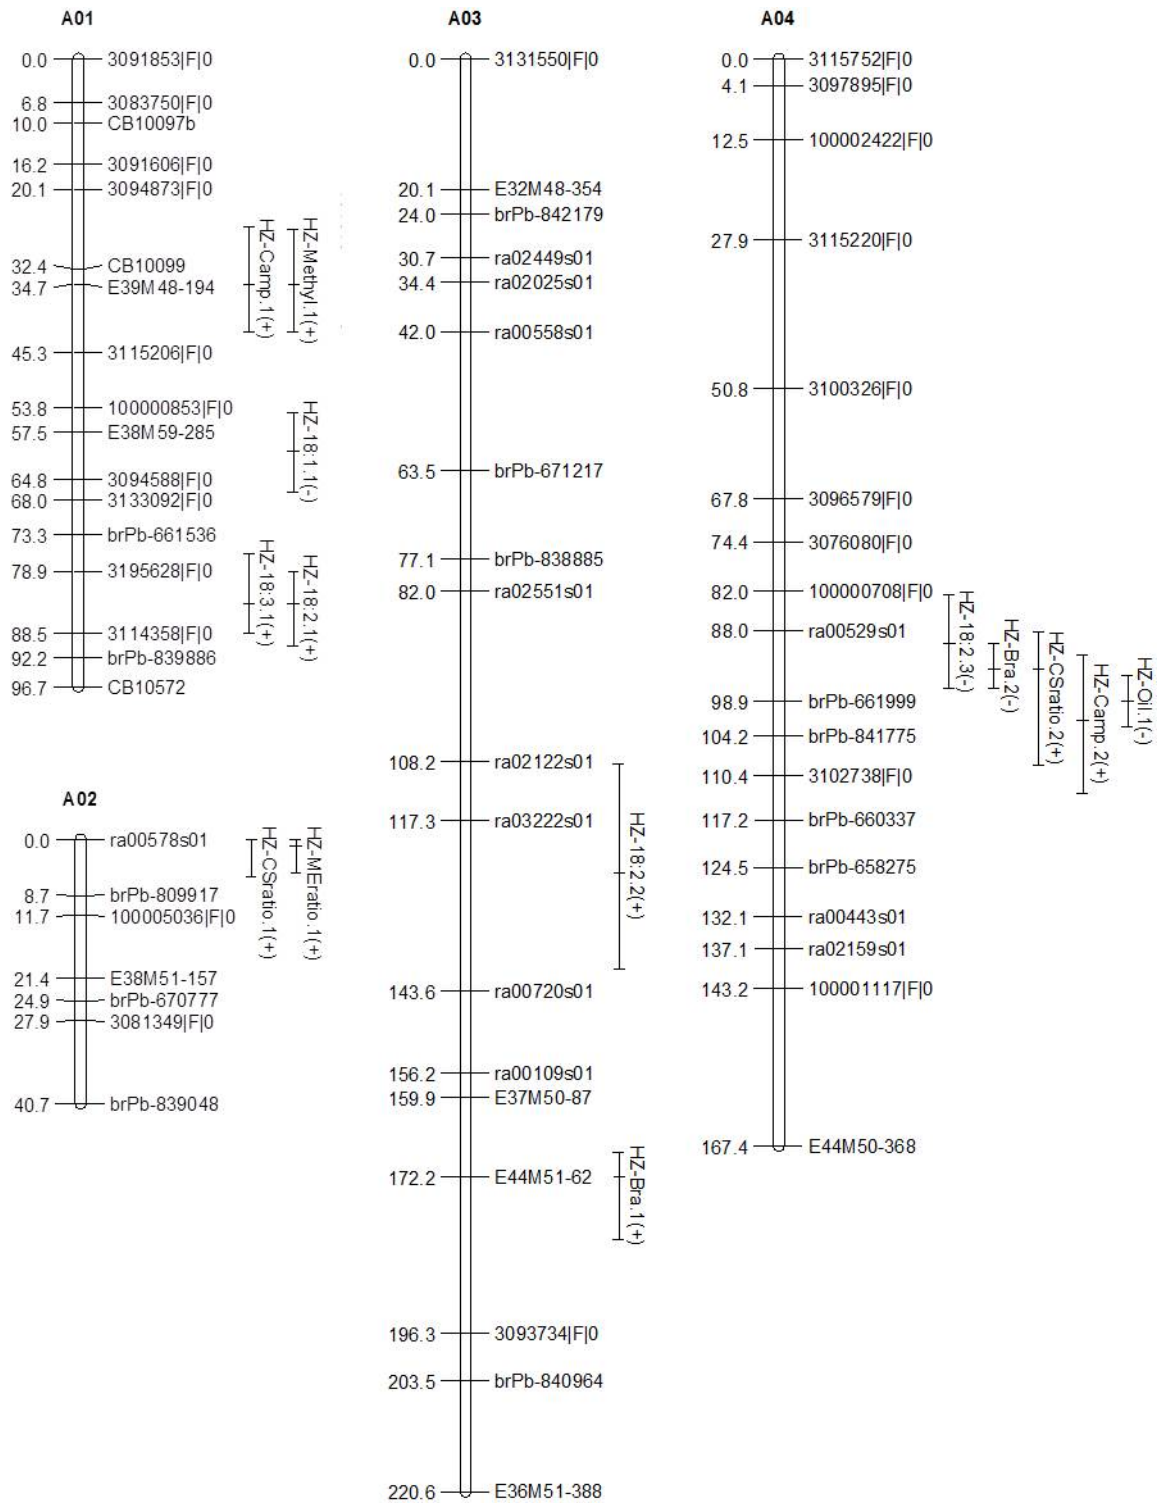 A01
0.0 3091853|F|0
6.8 3083750|F|0
10.0 CB10097b
16.2 3091606|F|0
20.1 3094873|F|0
32.4 CB10099
34.7 E39M48-194
45.3 3115206|F|0
53.8 100000853|F|0
57.5 E38M59-285
64.8 3094588|F|0
68.0 3133092|F|0
73.3 brPb-661536
78.9 3195628|F|0
88.5 3114358|F|0
92.2 brPb-839886
96.7 CB10572
HZ-Camp.1(+)
HZ-Methyl.1(+)
HZ-18:1.1(-)
HZ-18:3.1(+)
HZ-18:2.1(+)
A02
0.0 ra00578s01
8.7 brPb-809917
11.7 100005036|F|0
21.4 E38M51-157
24.9 brPb-670777
27.9 3081349|F|0
40.7 brPb-839048
HZ-CSratio.1(+)
HZ-MEratio.1(+)
A03
0.0 3131550|F|0
20.1 E32M48-354
24.0 brPb-842179
30.7 ra02449s01
34.4 ra02025s01
42.0 ra00558s01
63.5 brPb-671217
77.1 brPb-838885
82.0 ra02551s01
108.2 ra02122s01
117.3 ra03222s01
143.6 ra00720s01
156.2 ra00109s01
159.9 E37M50-87
172.2 E44M51-62
196.3 3093734|F|0
203.5 brPb-840964
220.6 E36M51-388
HZ-18:2.2(+)
HZ-Bra.1(+)
A04
0.0 3115752|F|0
4.1 3097895|F|0
12.5 100002422|F|0
27.9 3115220|F|0
50.8 3100326|F|0
67.8 3096579|F|0
74.4 3076080|F|0
82.0 100000708|F|0
88.0 ra00529s01
98.9 brPb-661999
104.2 brPb-841775
110.4 3102738|F|0
117.2 brPb-660337
124.5 brPb-658275
132.1 ra00443s01
137.1 ra02159s01
143.2 100001117|F|0
167.4 E44M50-368
HZ-18:2.3(-)
HZ-Bra.2(-)
HZ-CSratio.2(+)
HZ-Camp.2(+)
HZ-Oil.1(-)